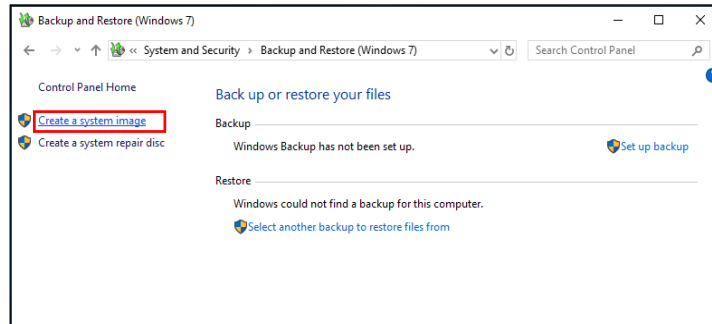 Backup and Restore (Windows 7)
« System and Security > Backup and Restore (Windows 7)
Search Control Panel
Control Panel Home
Create a system image
Create a system repair disc
Back up or restore your files
Backup
Windows Backup has not been set up.
Set up backup
Restore
Windows could not find a backup for this computer.
Select another backup to restore files from